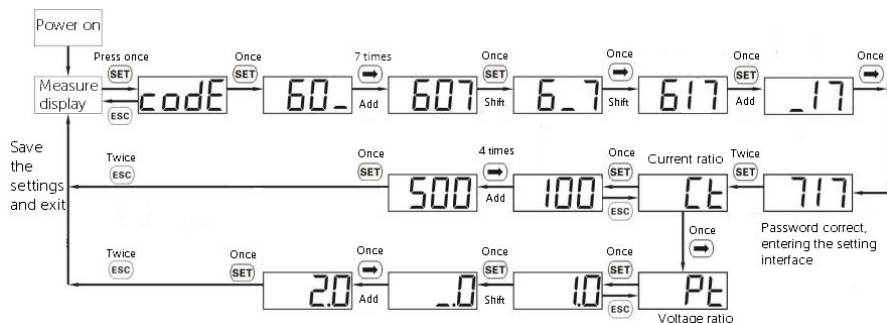 Power on
Press once
SET
Once
SET
7 times
Add
Once
SET
Shift
Once
Shift
Once
SET
Add
Once
Measure
display
ESC
codE
60_
607
6_7
617
_17
Save
the
settings
and exit
Twice
ESC
Once
SET
4 times
Add
Once
SET
ESC
Current ratio
Twice
SET
500
100
Ct
717
Password correct,
entering the setting
interface
Once
Twice
ESC
Once
SET
Once
Add
Once
SET
Shift
Once
SET
ESC
2.0
_.0
1.0
Pt
Voltage ratio